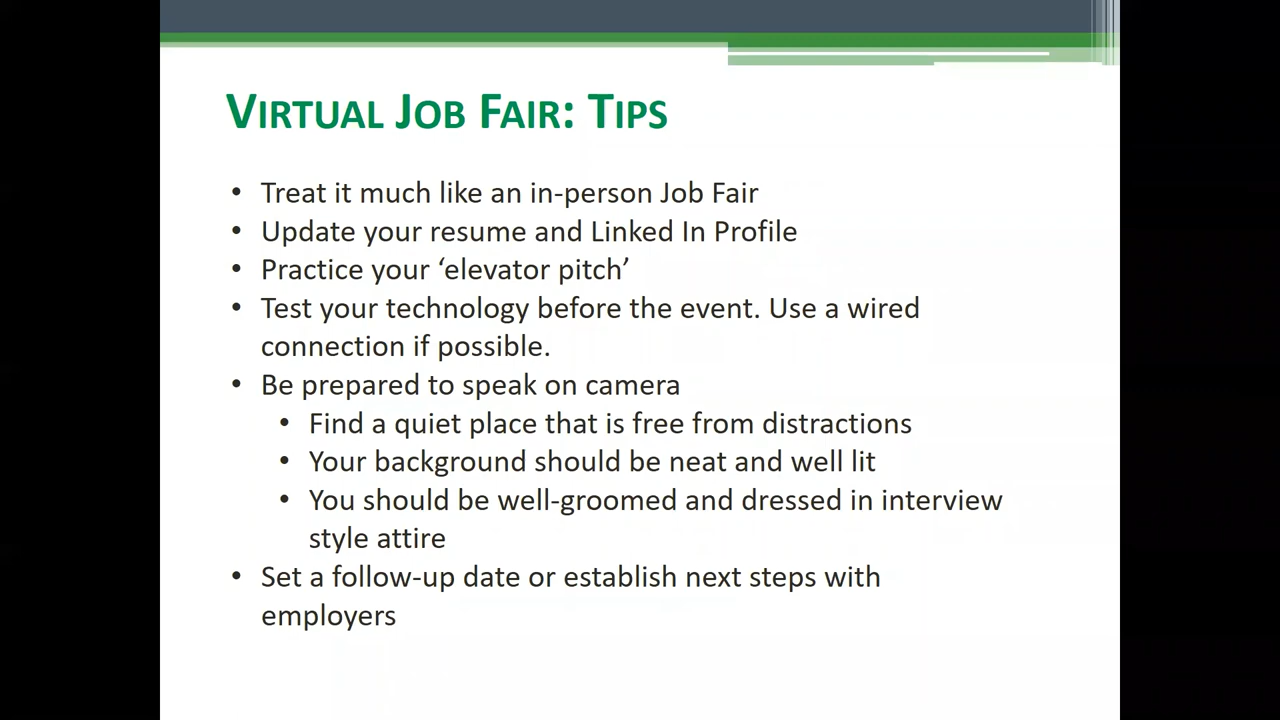 Virtual Job Fair: Tips
• Treat it much like an in-person Job Fair
• Update your resume and Linked In Profile
• Practice your ‘elevator pitch’
• Test your technology before the event. Use a wired
connection if possible.
• Be prepared to speak on camera
• Find a quiet place that is free from distractions
• Your background should be neat and well lit
• You should be well-groomed and dressed in interview
style attire
• Set a follow-up date or establish next steps with
employers